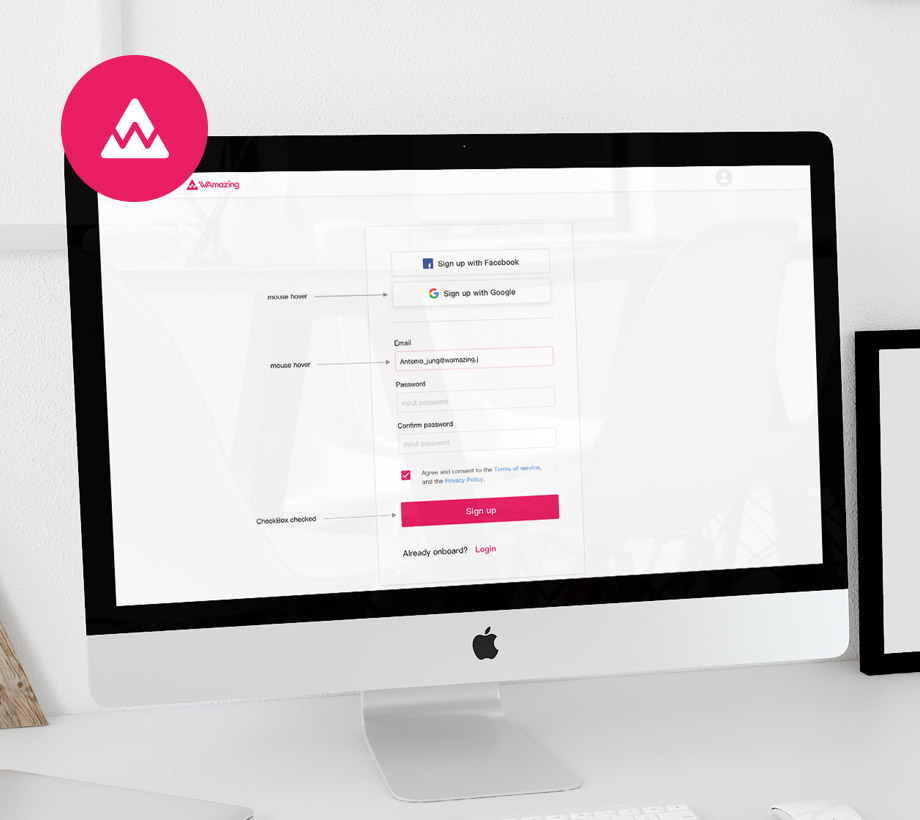 WAmazing
Sign up with Facebook
mouse hover
Sign up with Google
Email
mouse hover
Antonio_jung@wamazing.j
Password
Input password
Confirm password
Input password
Agree and consent to the Terms of service,
and the Privacy Policy.
CheckBox checked
Sign up
Already onboard? Login